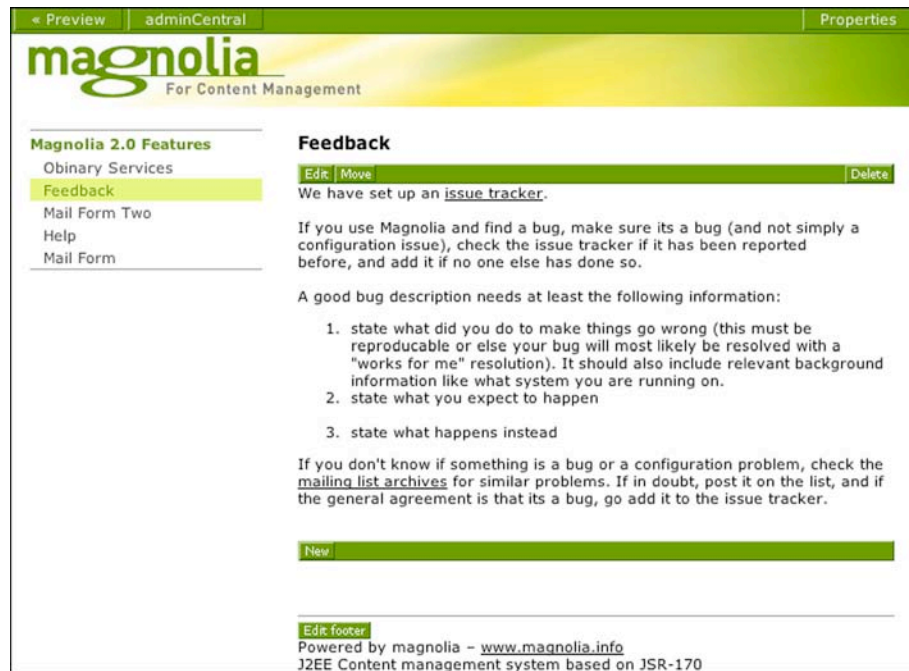 « Preview
adminCentral
Properties
magnolia
For Content Management
Magnolia 2.0 Features
Obinary Services
Feedback
Mail Form Two
Help
Mail Form
Feedback
Edit Move Delete
We have set up an issue tracker.
If you use Magnolia and find a bug, make sure its a bug (and not simply a
configuration issue), check the issue tracker if it has been reported
before, and add it if no one else has done so.
A good bug description needs at least the following information:
1. state what did you do to make things go wrong (this must be
reproducable or else your bug will most likely be resolved with a
"works for me" resolution). It should also include relevant background
information like what system you are running on.
2. state what you expect to happen
3. state what happens instead
If you don't know if something is a bug or a configuration problem, check the
mailing list archives for similar problems. If in doubt, post it on the list, and if
the general agreement is that its a bug, go add it to the issue tracker.
New
Edit footer
Powered by magnolia – www.magnolia.info
J2EE Content management system based on JSR-170